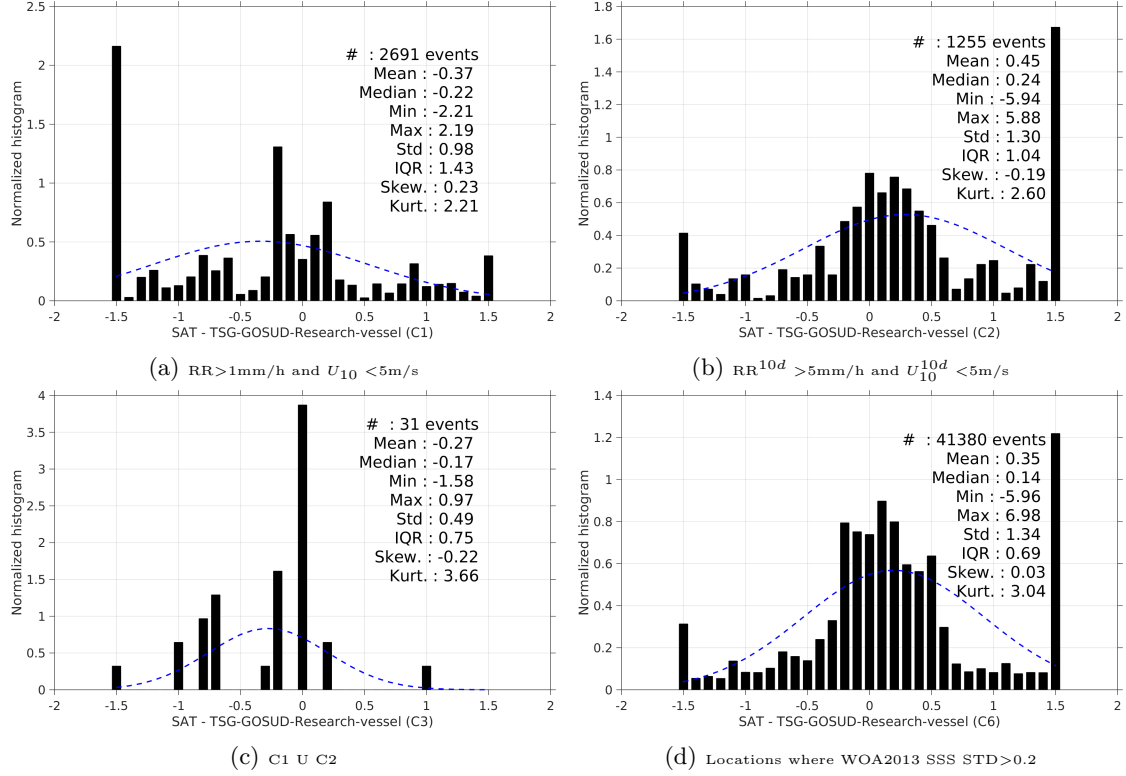 2.5
2
1.5
1
0.5
0
-2
-1.5
-1
-0.5
0
0.5
1
1.5
2
Normalized histogram
# : 2691 events
Mean : -0.37
Median : -0.22
Min : -2.21
Max : 2.19
Std : 0.98
IQR : 1.43
Skew. : 0.23
Kurt. : 2.21
SAT - TSG-GOSUD-Research-vessel (C1)
(a) RR>1mm/h and U10 <5m/s
1.8
1.6
1.4
1.2
1
0.8
0.6
0.4
0.2
0
-2
-1.5
-1
-0.5
0
0.5
1
1.5
2
Normalized histogram
# : 1255 events
Mean : 0.45
Median : 0.24
Min : -5.94
Max : 5.88
Std : 1.30
IQR : 1.04
Skew. : -0.19
Kurt. : 2.60
SAT - TSG-GOSUD-Research-vessel (C2)
(b) RR10d >5mm/h and U10d10 <5m/s
4
3.5
3
2.5
2
1.5
1
0.5
0
-2
-1.5
-1
-0.5
0
0.5
1
1.5
2
Normalized histogram
# : 31 events
Mean : -0.27
Median : -0.17
Min : -1.58
Max : 0.97
Std : 0.49
IQR : 0.75
Skew. : -0.22
Kurt. : 3.66
SAT - TSG-GOSUD-Research-vessel (C3)
(c) C1 U C2
1.4
1.2
1
0.8
0.6
0.4
0.2
0
-2
-1.5
-1
-0.5
0
0.5
1
1.5
2
Normalized histogram
# : 41380 events
Mean : 0.35
Median : 0.14
Min : -5.96
Max : 6.98
Std : 1.34
IQR : 0.69
Skew. : 0.03
Kurt. : 3.04
SAT - TSG-GOSUD-Research-vessel (C6)
(d) Locations where WOA2013 SSS STD>0.2